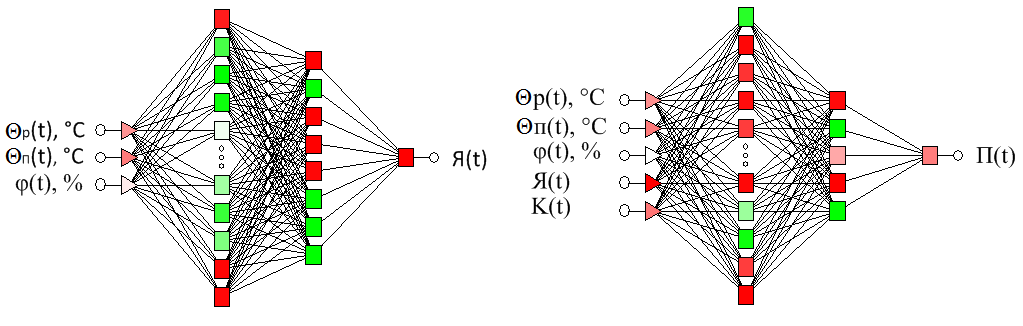 Θр(t), °C
Θп(t), °C
φ(t), %
Я(t)
Θр(t), °C
Θп(t), °C
φ(t), %
Я(t)
К(t)
П(t)